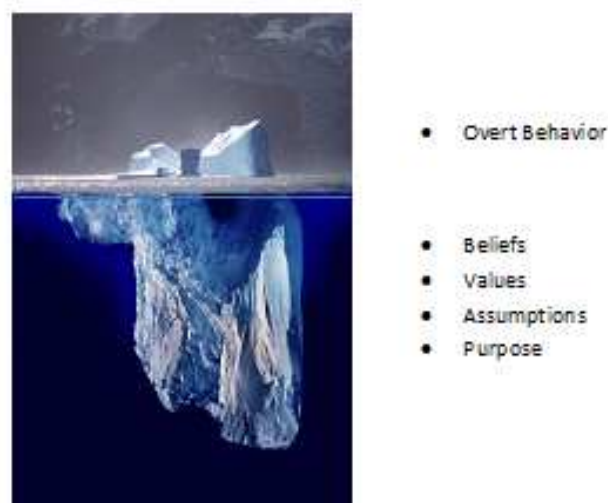 Overt Behavior
Beliefs
Values
Assumptions
Purpose